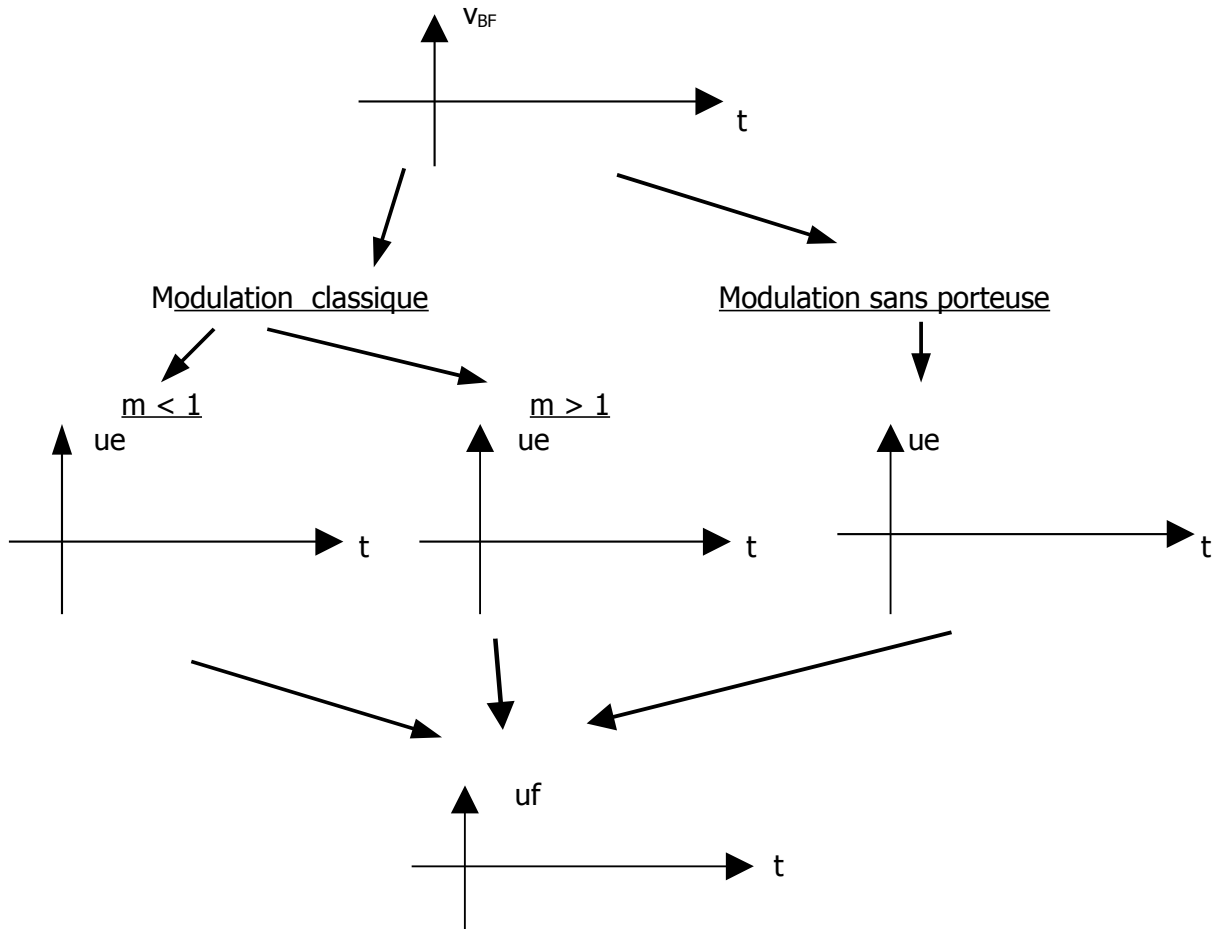 vBF
t
Modulation classique
Modulation sans porteuse
m < 1
m > 1
ue
ue
ue
t
t
t
uf
t